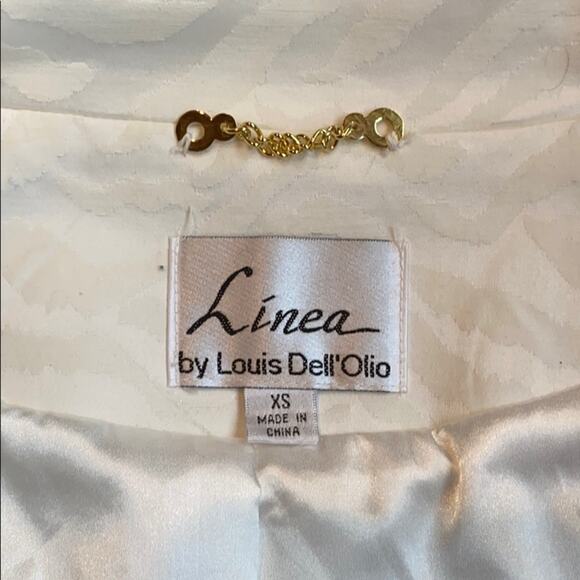 Linea
by Louis Dell'Olio
XS
MADE IN
CHINA